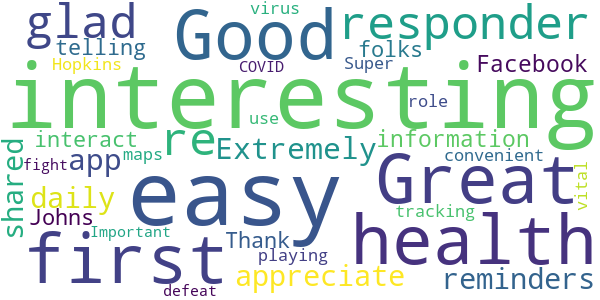 virus
glad
Good
responder
telling
folks
Hopkins
COVID
Super
Facebook
interesting
role
use
shared
interact
re
Extremely
information
fight
app
maps
convenient
easy
Great
vital
daily
Johns
tracking
health
first
Important
Thank
playing
appreciate
reminders
defeat